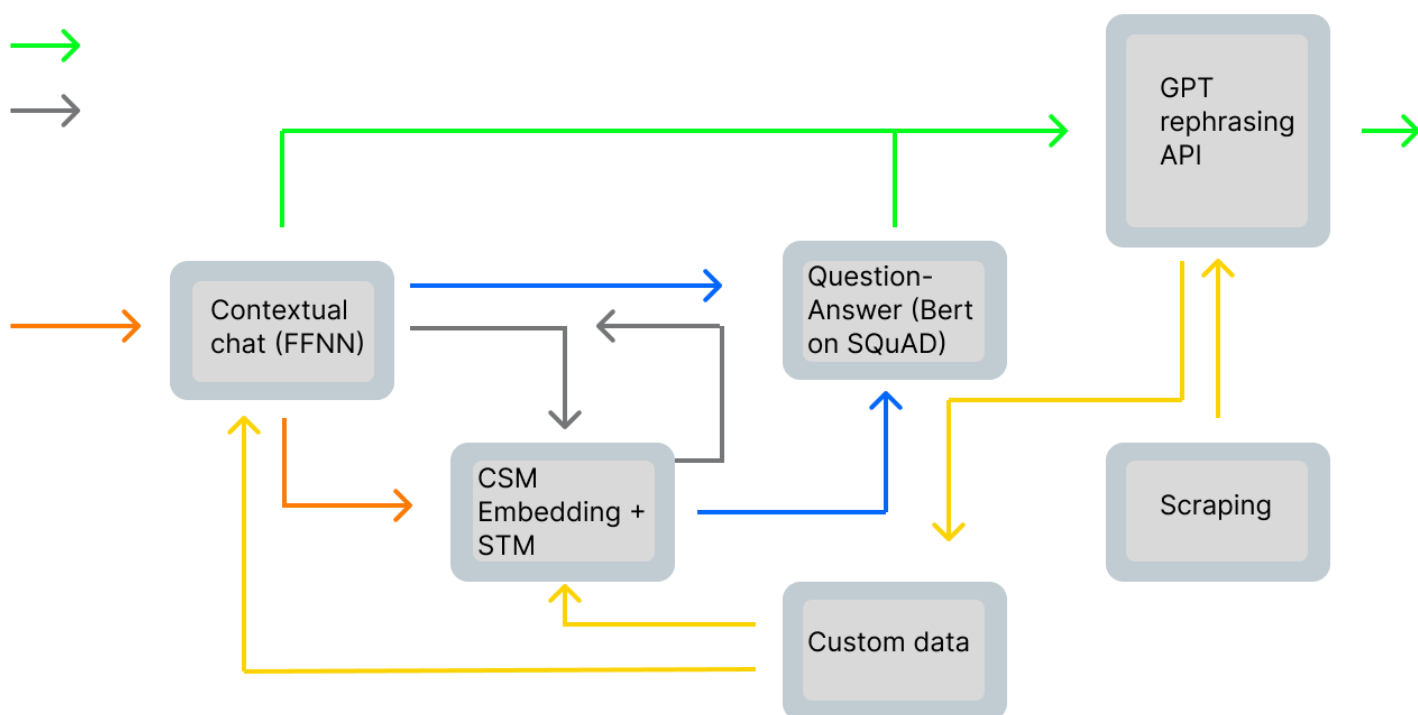 GPT
rephrasing
API
Question-
Answer (Bert
on SQuAD)
Contextual
chat (FFNN)
CSM
Embedding +
STM
Scraping
Custom data